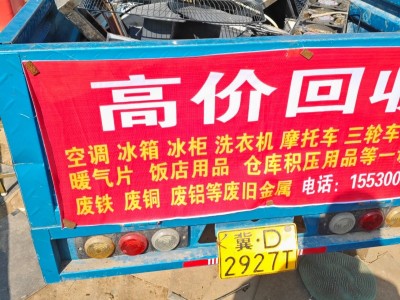 高价回收
空调 冰箱 冰柜 洗衣机 摩托车 三轮车
暖气片 饭店用品 仓库积压用品等一
废铁 废铜 废铝等废旧金属 电话：15530
冀·D
2927T